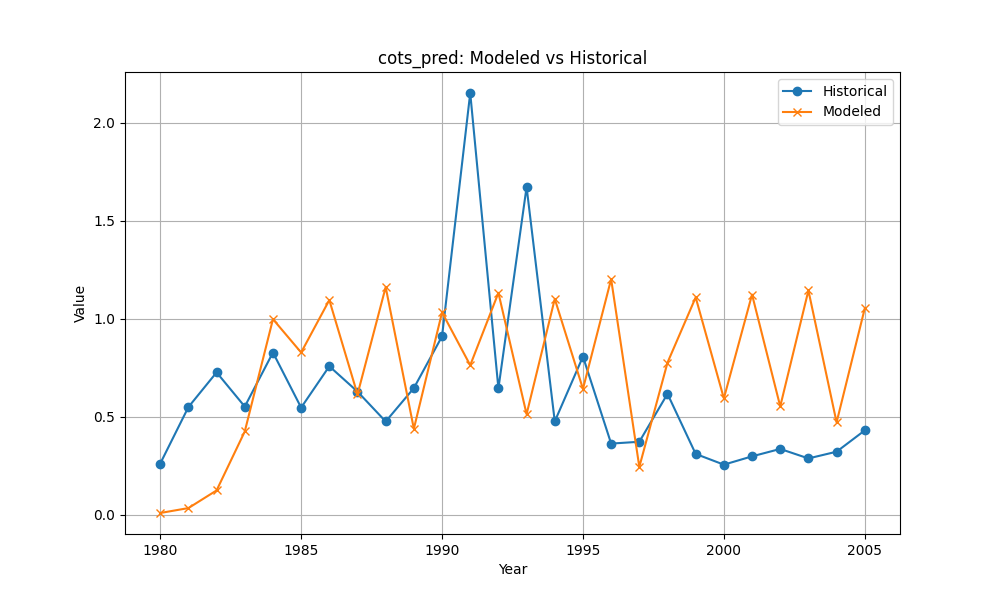 cots_pred: Modeled vs Historical
Historical
Modeled
Value
2.0
1.5
1.0
0.5
0.0
1980 1985 1990 1995 2000 2005
Year